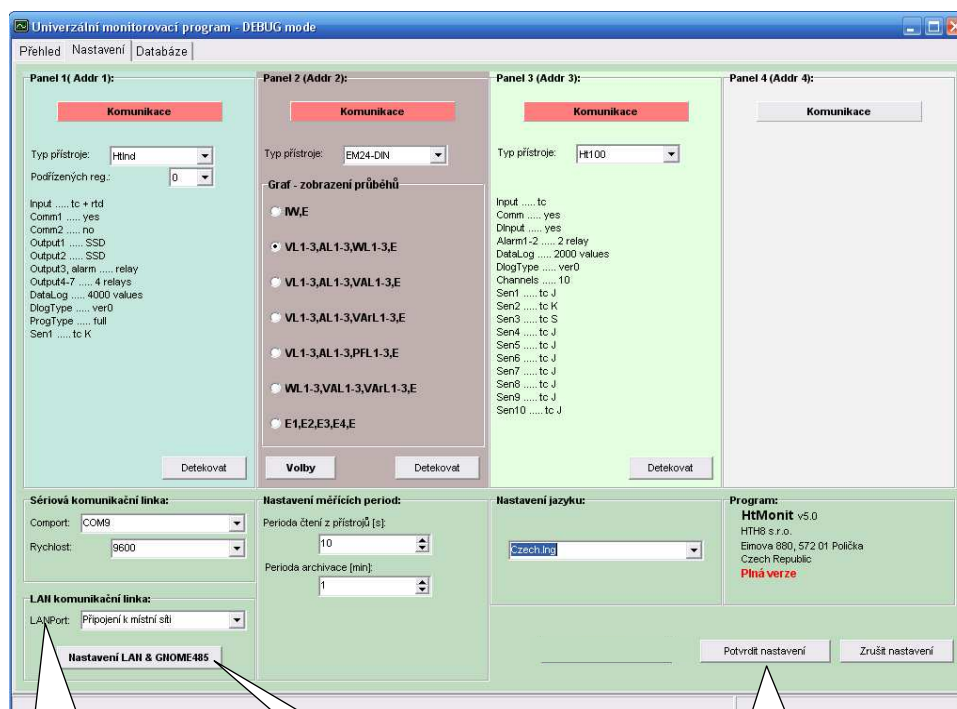 Univerzální monitorovací program - DEBUG mode
Přehled
Nastavení
Databáze
Panel 1( Addr 1):
Komunikace
Typ přístroje:
HtInd
Podřízených reg.:
0
Input ..... tc + rtd
Comm1 ..... yes
Comm2 ..... no
Output1 ..... SSD
Output2 ..... SSD
Output3, alarm ..... relay
Output4-7 ..... 4 relays
DataLog ..... 4000 values
DlogType ..... ver0
ProgType ..... full
Sen1 ..... tc K
Detekovat
Panel 2 (Addr 2):
Komunikace
Typ přístroje:
EM24-DIN
Graf - zobrazení průběhů
IW,E
VL1-3,AL1-3,WL1-3,E
VL1-3,AL1-3,VAL1-3,E
VL1-3,AL1-3,VArL1-3,E
VL1-3,AL1-3,PFL1-3,E
WL1-3,VAL1-3,VArL1-3,E
E1,E2,E3,E4,E
Volby
Detekovat
Panel 3 (Addr 3):
Komunikace
Typ přístroje:
Ht100
Input ..... tc
Comm ..... yes
DInput ..... yes
Alarm1-2 ..... 2 relay
DataLog ..... 2000 values
DlogType ..... ver0
Channels ..... 10
Sen1 ..... tc J
Sen2 ..... tc K
Sen3 ..... tc S
Sen4 ..... tc J
Sen5 ..... tc J
Sen6 ..... tc J
Sen7 ..... tc J
Sen8 ..... tc J
Sen9 ..... tc J
Sen10 ..... tc J
Detekovat
Panel 4 (Addr 4):
Komunikace
Sériová komunikační linka:
Comport:
COM9
Rychlost:
9600
LAN komunikační linka:
LANPort:
Připojení k místní síti
Nastavení LAN & GNOME485
Nastavení měřících period:
Perioda čtení z přístrojů [s]:
10
Perioda archivace [min]:
1
Nastavení jazyku:
Czech.lng
Program:
HtMonit v5.0
HTH8 s.r.o.
Eimova 880, 572 01 Polička
Czech Republic
Plná verze
Potvrdit nastavení
Zrušit nastavení